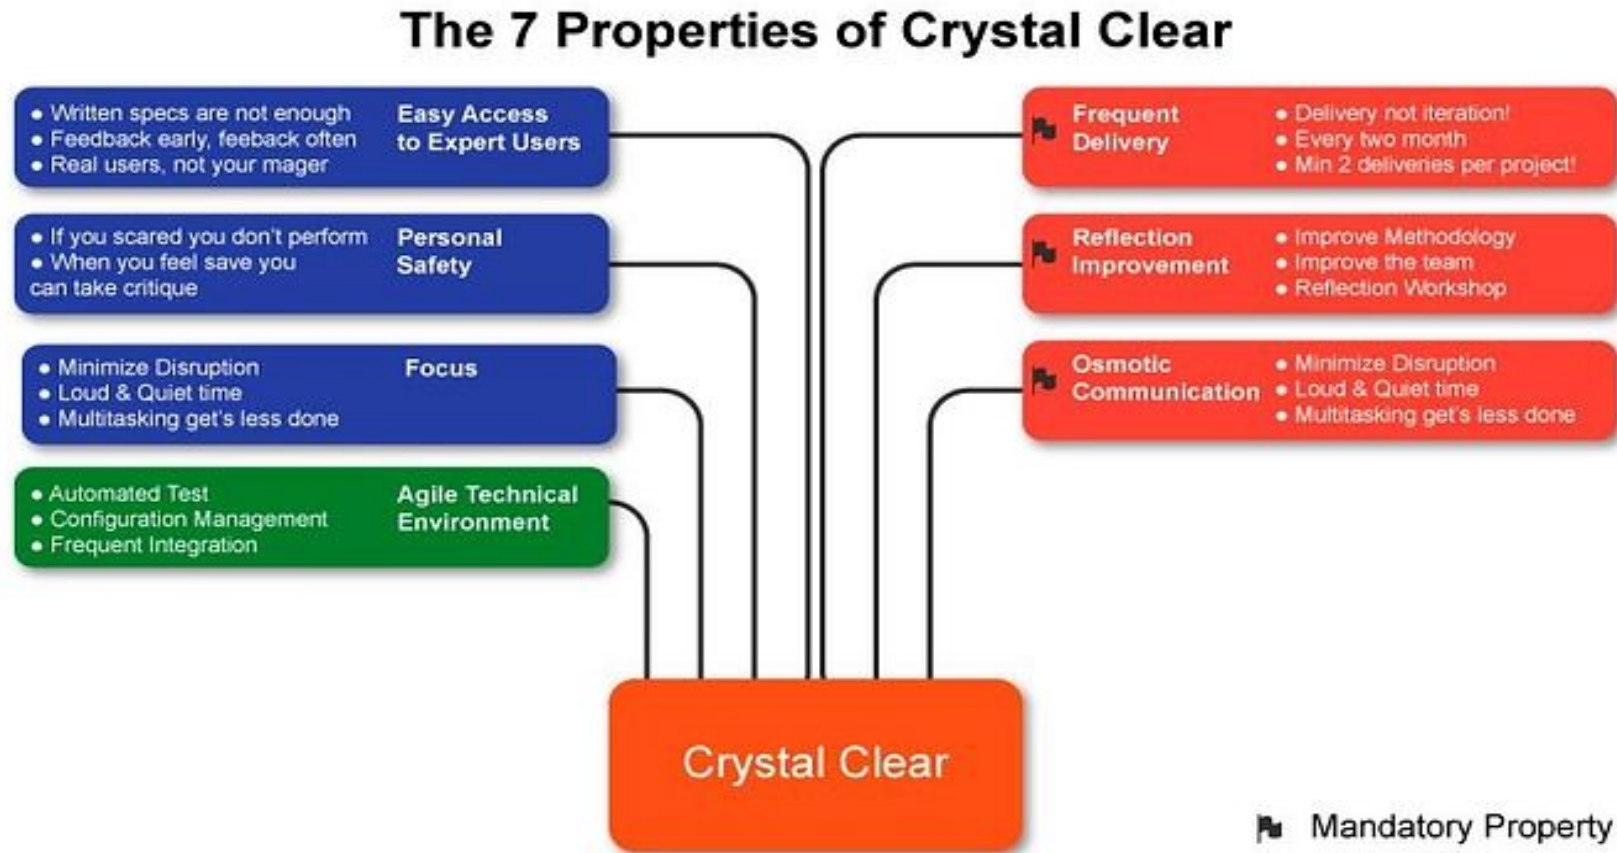 The 7 Properties of Crystal Clear
● Written specs are not enough
● Feedback early, feeback often
● Real users, not your mager
Easy Access
to Expert Users
● If you scared you don't perform
● When you feel save you
can take critique
Personal
Safety
● Minimize Disruption
● Loud & Quiet time
● Multitasking get's less done
Focus
● Automated Test
● Configuration Management
● Frequent Integration
Agile Technical
Environment
Frequent
Delivery
● Delivery not iteration!
● Every two month
● Min 2 deliveries per project!
Reflection
Improvement
● Improve Methodology
● Improve the team
● Reflection Workshop
Osmotic
Communication
● Minimize Disruption
● Loud & Quiet time
● Multitasking get's less done
Crystal Clear
Mandatory Property